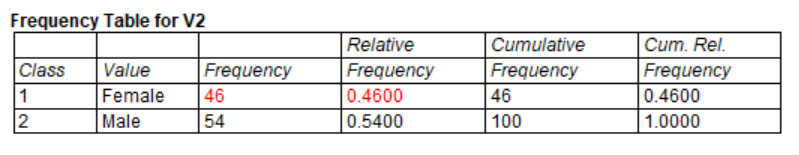 Frequency Table for V2
Relative Cumulative Cum. Rel.
Class Value Frequency Frequency Frequency Frequency
1 Female 46 0.4600 46 0.4600
2 Male 54 0.5400 100 1.0000